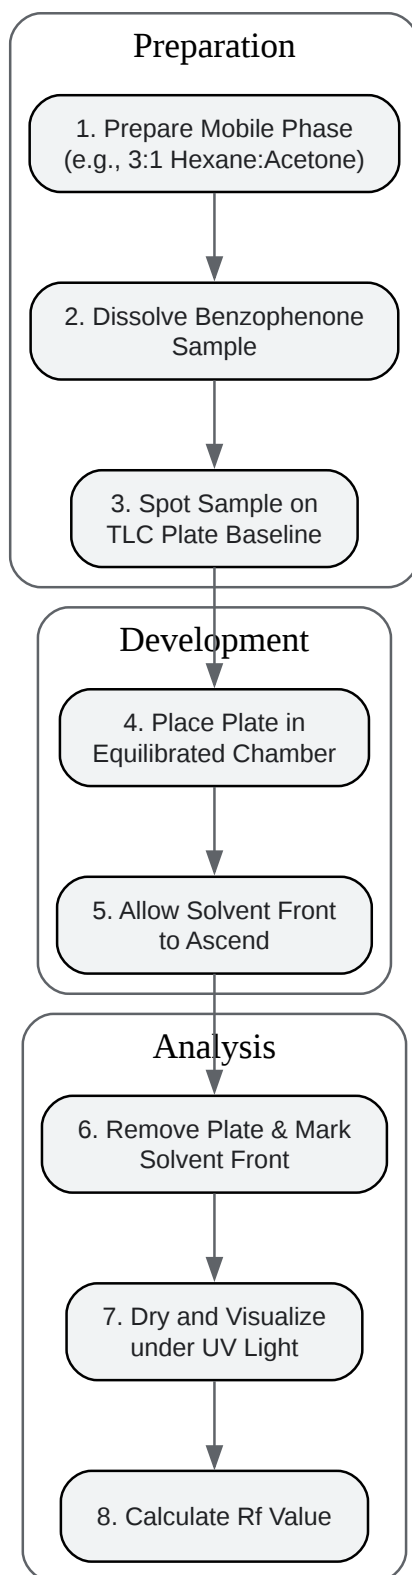 Preparation
1. Prepare Mobile Phase
(e.g., 3:1 Hexane:Acetone)
2. Dissolve Benzophenone
Sample
3. Spot Sample on
TLC Plate Baseline
Development
4. Place Plate in
Equilibrated Chamber
5. Allow Solvent Front
to Ascend
Analysis
6. Remove Plate & Mark
Solvent Front
7. Dry and Visualize
under UV Light
8. Calculate Rf Value